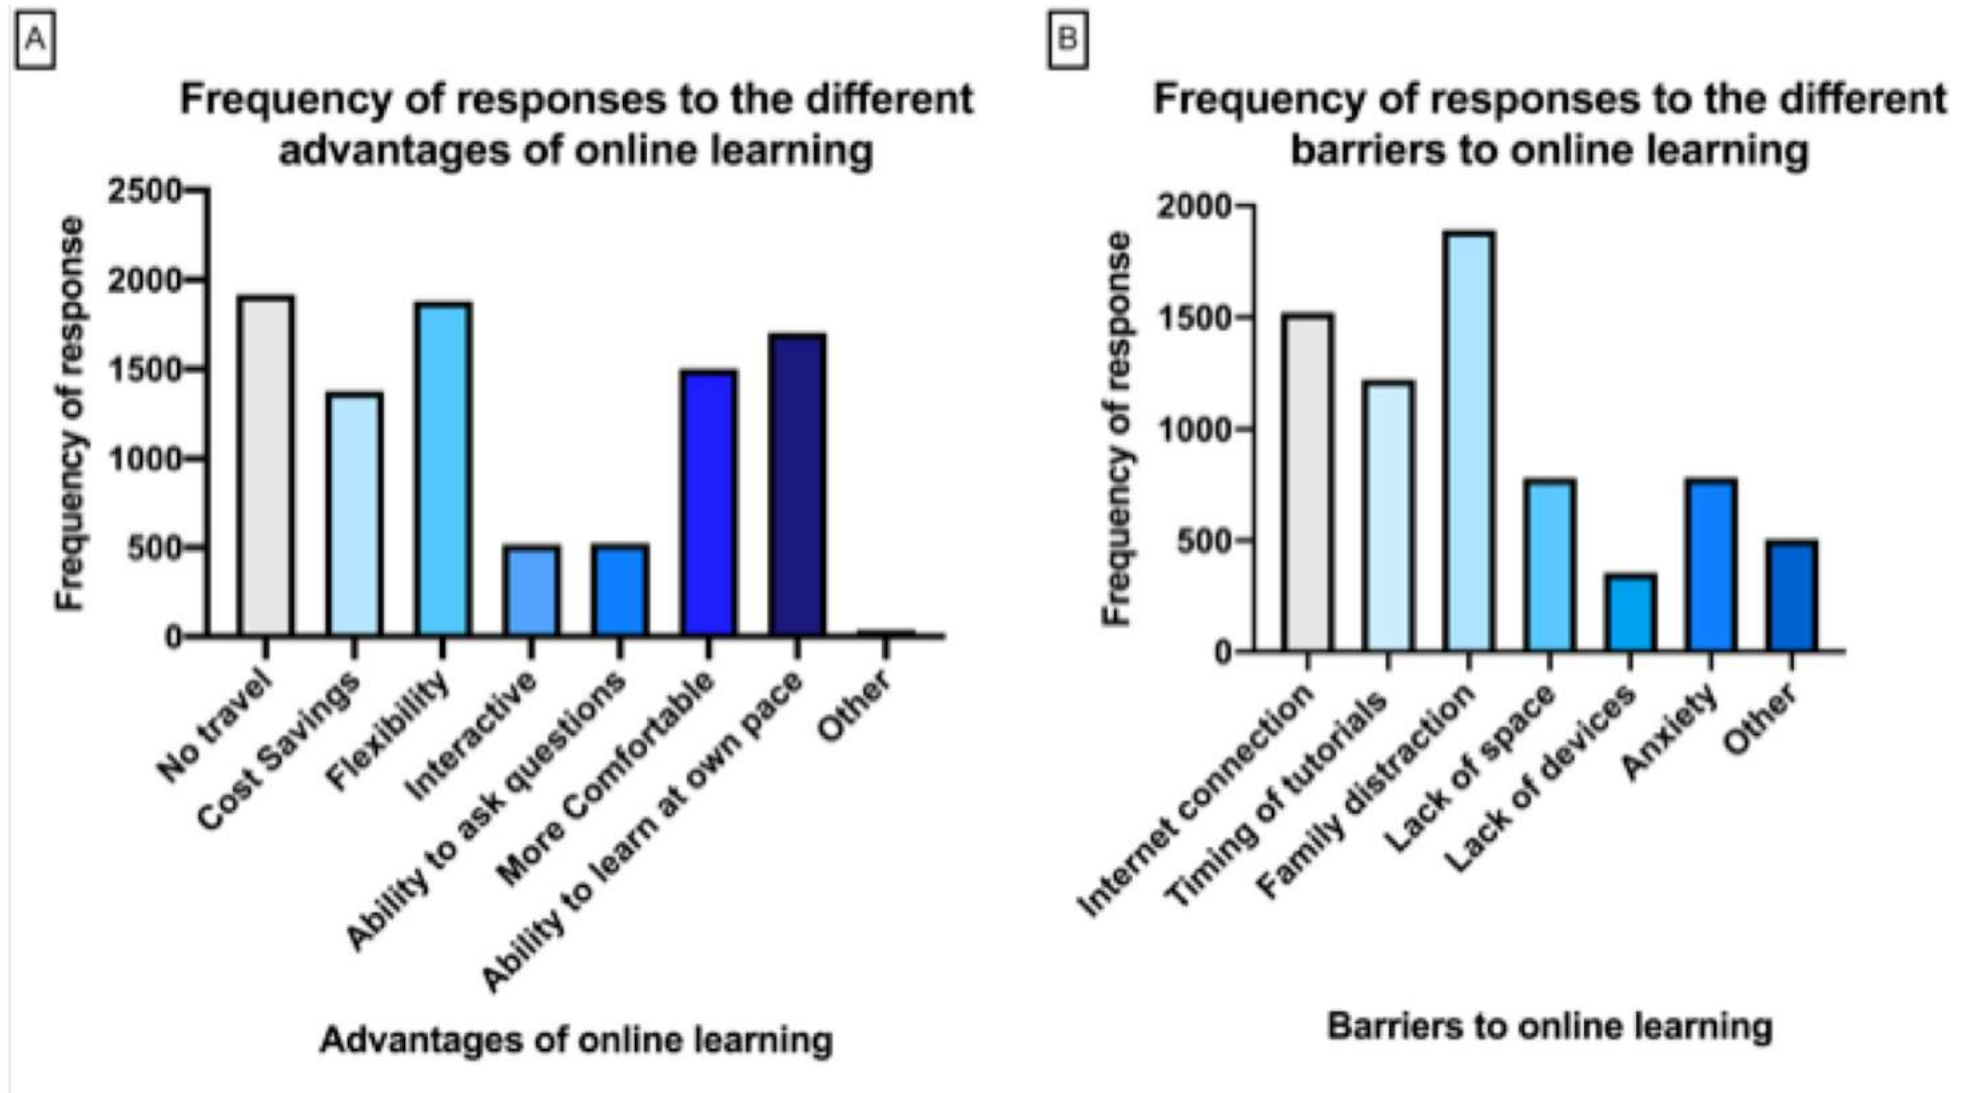 A
Frequency of responses to the different
advantages of online learning
2500
2000
1500
1000
500
0
Frequency of response
No travel
Cost Savings
Flexibility
Interactive
Ability to ask questions
More Comfortable
Ability to learn at own pace
Other
Advantages of online learning
B
Frequency of responses to the different
barriers to online learning
2000
1500
1000
500
0
Frequency of response
Internet connection
Timing of tutorials
Family distraction
Lack of space
Lack of devices
Anxiety
Other
Barriers to online learning